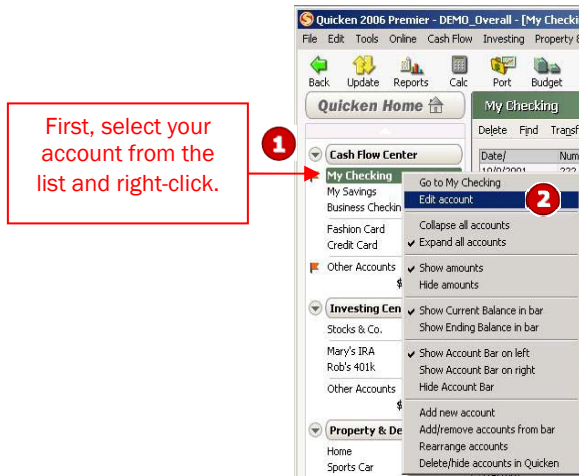 Quicken 2006 Premier - DEMO_Overall - [My Checki
File Edit Tools Online Cash Flow Investing Property &
Back Update Reports Calc Port Budget
Quicken Home My Checking
Delete Find Transf
First, select your
account from the
list and right-click.
1
Cash Flow Center
Date/ Num
My Checking
My Savings
Business Checkin
Fashion Card
Credit Card
Other Accounts
$
Investing Cen
Stocks & Co.
Mary's IRA
Rob's 401k
Other Accounts
$
Property & De
Home
Sports Car
Go to My Checking
Edit account
2
Collapse all accounts
Expand all accounts
Show amounts
Hide amounts
Show Current Balance in bar
Show Ending Balance in bar
Show Account Bar on left
Show Account Bar on right
Hide Account Bar
Add new account
Add/remove accounts from bar
Rearrange accounts
Delete/hide accounts in Quicken